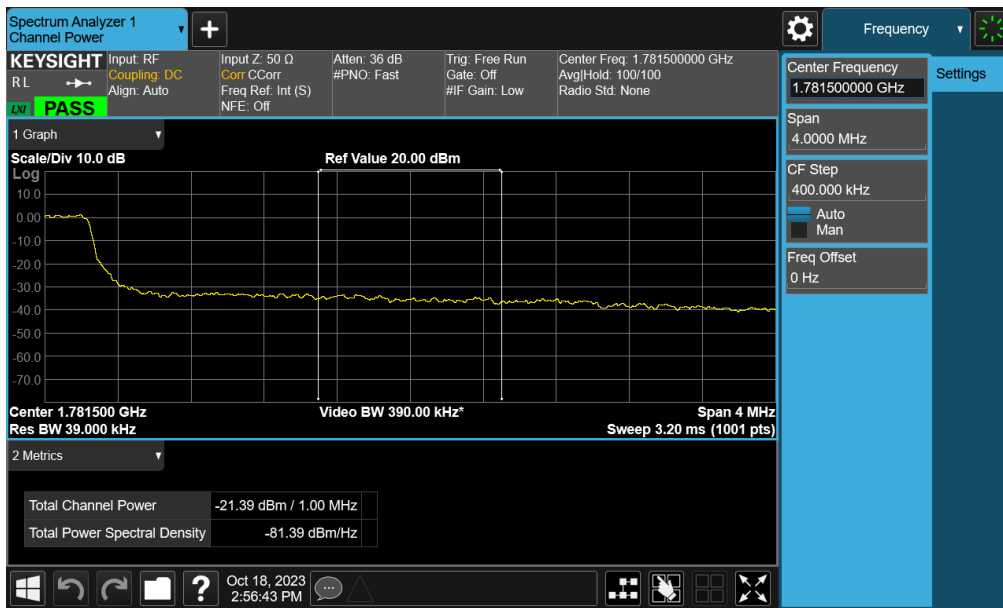 Spectrum Analyzer 1
Channel Power
Frequency
KEYSIGHT
R L
LXI
PASS
Input: RF
Coupling: DC
Align: Auto
Input Z: 50 Ω
Corr CCorr
Freq Ref: Int (S)
NFE: Off
Atten: 36 dB
#PNO: Fast
Trig: Free Run
Gate: Off
#IF Gain: Low
Center Freq: 1.781500000 GHz
Avg|Hold: 100/100
Radio Std: None
Center Frequency
1.781500000 GHz
Settings
Span
4.0000 MHz
CF Step
400.000 kHz
Auto
Man
Freq Offset
0 Hz
1 Graph
Scale/Div 10.0 dB
Ref Value 20.00 dBm
Log
10.0
0.00
-10.0
-20.0
-30.0
-40.0
-50.0
-60.0
-70.0
Center 1.781500 GHz
Video BW 390.00 kHz*
Span 4 MHz
Res BW 39.000 kHz
Sweep 3.20 ms (1001 pts)
2 Metrics
Total Channel Power -21.39 dBm / 1.00 MHz
Total Power Spectral Density -81.39 dBm/Hz
?
Oct 18, 2023
2:56:43 PM